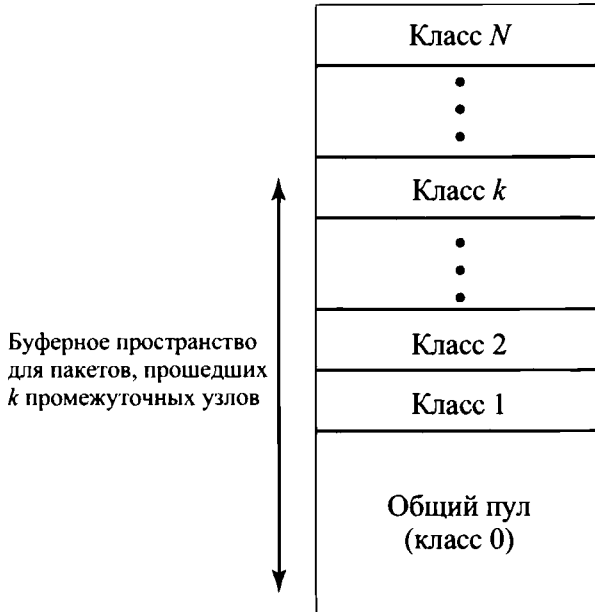 Класс N
Класс k
Класс 2
Класс 1
Общий пул
(класс 0)
Буферное пространство
для пакетов, прошедших
k промежуточных узлов